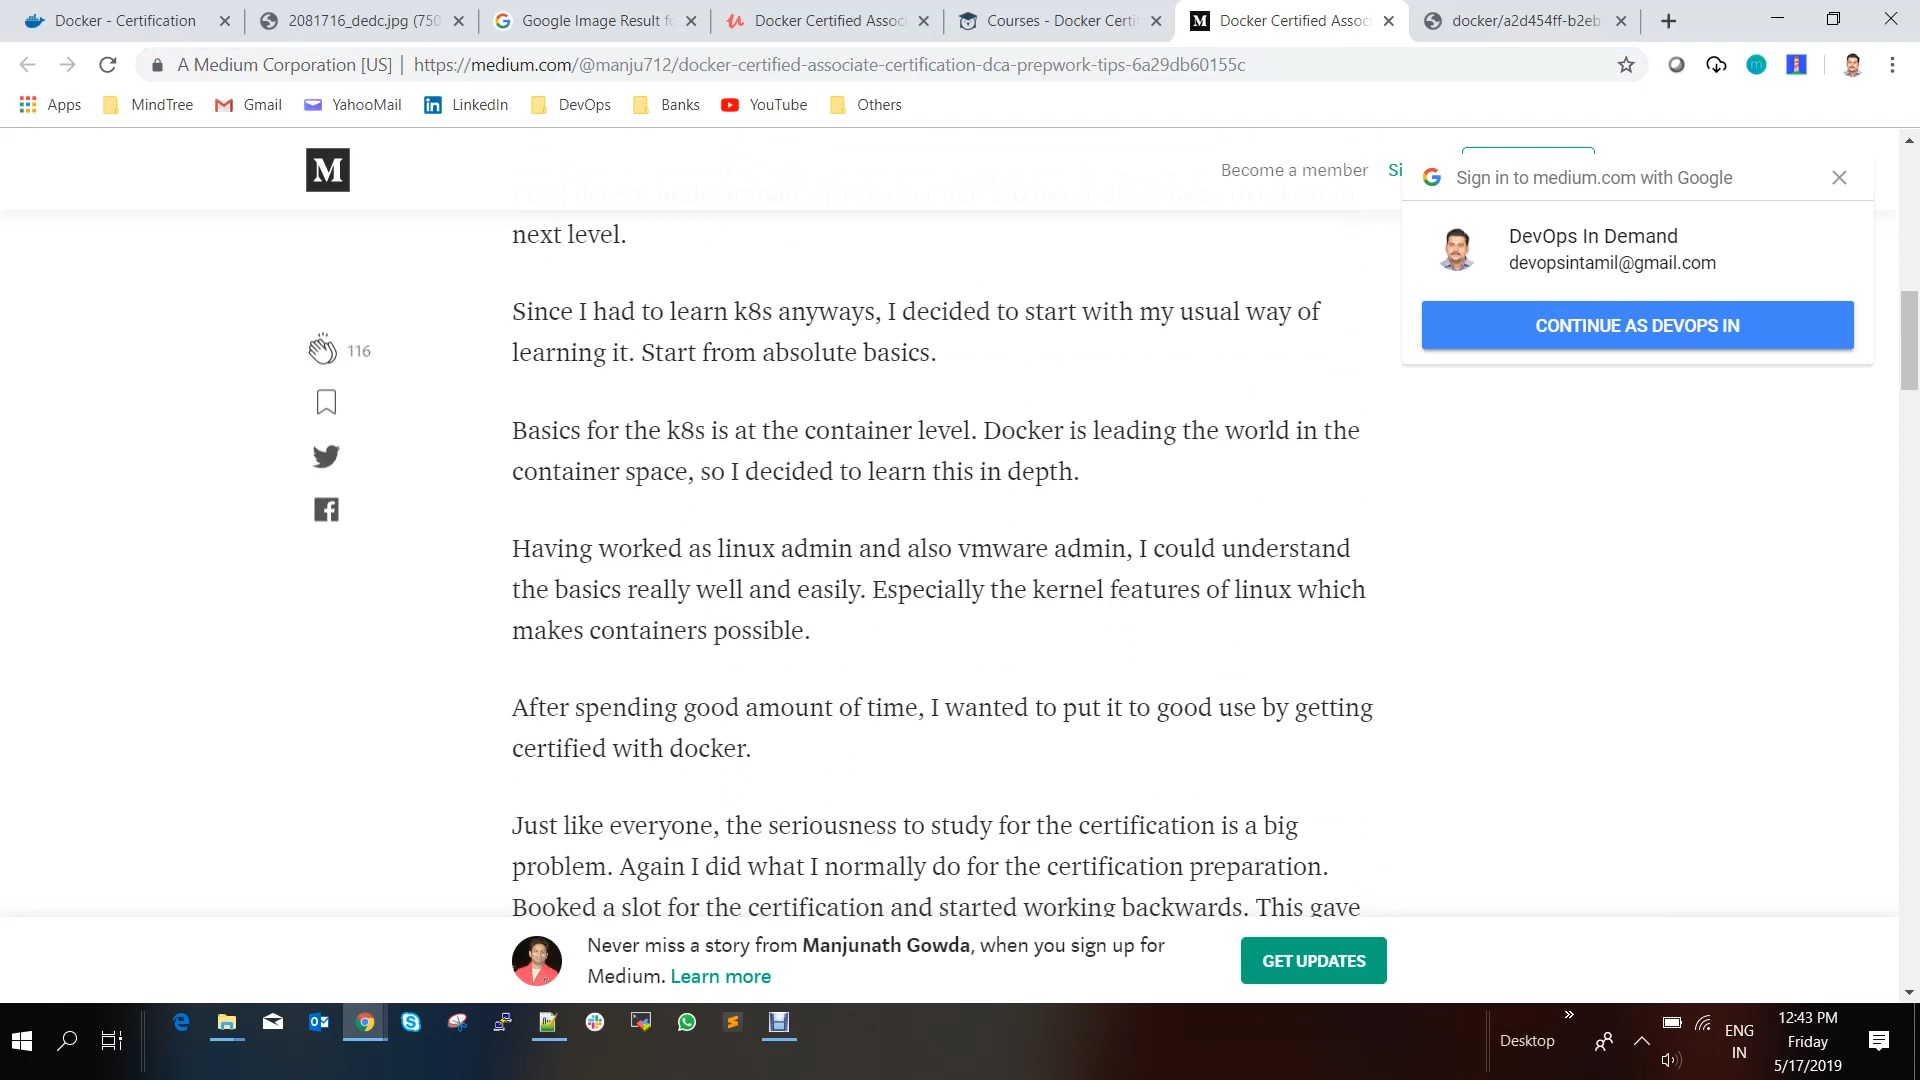 Docker - Certification
2081716_dedc.jpg (750
Google Image Result fo
Docker Certified Assoc
Courses - Docker Certi
Docker Certified Assoc
docker/a2d454ff-b2eb
A Medium Corporation [US] | https://medium.com/@manju712/docker-certified-associate-certification-dca-prepwork-tips-6a29db60155c
Apps MindTree Gmail YahooMail LinkedIn DevOps Banks YouTube Others
M
Become a member
Si
Sign in to medium.com with Google
DevOps In Demand
devopsintamil@gmail.com
CONTINUE AS DEVOPS IN
next level.
Since I had to learn k8s anyways, I decided to start with my usual way of
learning it. Start from absolute basics.
116
Basics for the k8s is at the container level. Docker is leading the world in the
container space, so I decided to learn this in depth.
Having worked as linux admin and also vmware admin, I could understand
the basics really well and easily. Especially the kernel features of linux which
makes containers possible.
After spending good amount of time, I wanted to put it to good use by getting
certified with docker.
Just like everyone, the seriousness to study for the certification is a big
problem. Again I did what I normally do for the certification preparation.
Booked a slot for the certification and started working backwards. This gave
Never miss a story from Manjunath Gowda, when you sign up for
Medium. Learn more
GET UPDATES
Desktop
ENG
IN
12:43 PM
Friday
5/17/2019